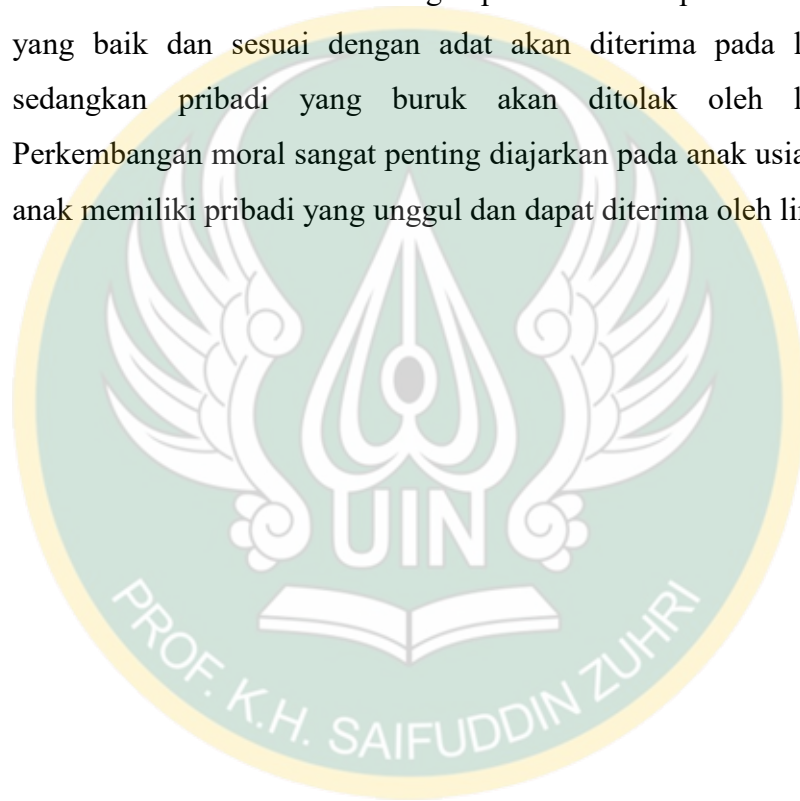 yang baik dan sesuai dengan adat akan diterima pada
sedangkan pribadi yang buruk akan ditolak oleh
Perkembangan moral sangat penting diajarkan pada anak usia
anak memiliki pribadi yang unggul dan dapat diterima oleh
UIN
PROF. K.H. SAIFUDDIN ZUHRI